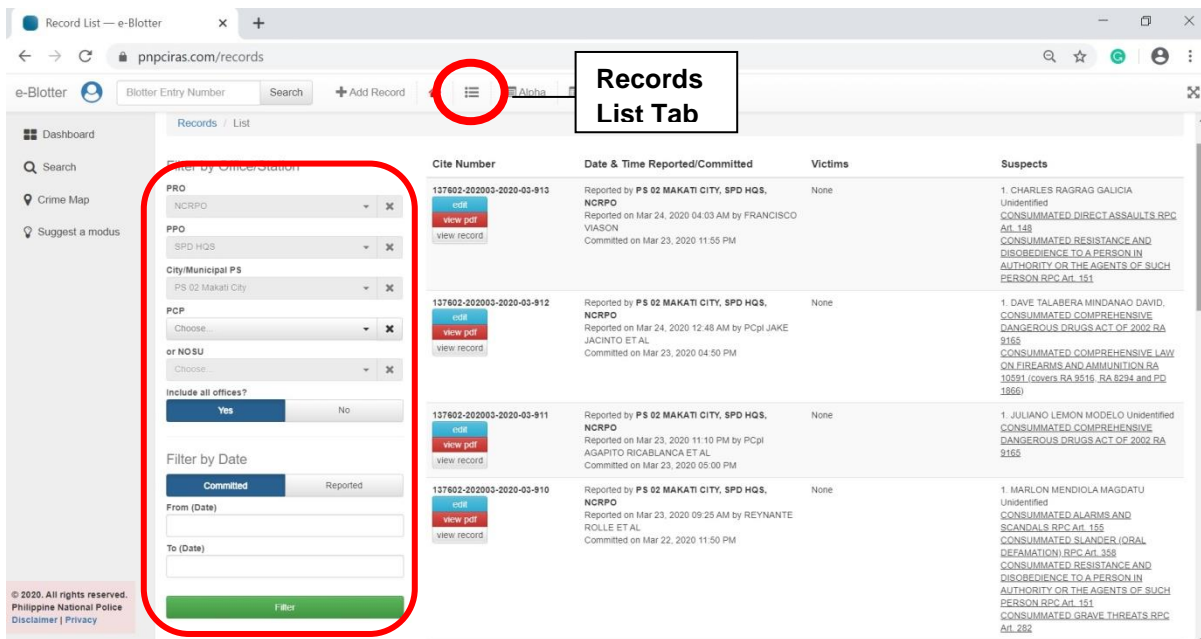 Record List — e-Blotter
pnpciras.com/records
e-Blotter
Blotter Entry Number
Search
Add Record
Alpha
Records
List Tab
Dashboard
Search
Crime Map
Suggest a modus
© 2020. All rights reserved.
Philippine National Police
Disclaimer | Privacy
Records / List
Filter by Office/Station
PRO
NCRPO
PPO
SPD HQS
City/Municipal PS
PS 02 Makati City
PCP
Choose...
or NOSU
Choose...
Include all offices?
Yes No
Filter by Date
Committed Reported
From (Date)
To (Date)
Filter
Cite Number Date & Time Reported/Committed Victims Suspects
137602-202003-2020-03-913
edit
view pdf
view record
Reported by PS 02 MAKATI CITY, SPD HQS,
NCRPO
Reported on Mar 24, 2020 04:03 AM by FRANCISCO
VIASON
Committed on Mar 23, 2020 11:55 PM
None
1. CHARLES RAGRAG GALICIA
Unidentified
CONSUMMATED DIRECT ASSAULTS RPC
Art. 148
CONSUMMATED RESISTANCE AND
DISOBEDIENCE TO A PERSON IN
AUTHORITY OR THE AGENTS OF SUCH
PERSON RPC Art. 151
137602-202003-2020-03-912
edit
view pdf
view record
Reported by PS 02 MAKATI CITY, SPD HQS,
NCRPO
Reported on Mar 24, 2020 12:48 AM by PCpl JAKE
JACINTO ET AL
Committed on Mar 23, 2020 04:50 PM
None
1. DAVE TALABERA MINDANAO DAVID,
CONSUMMATED COMPREHENSIVE
DANGEROUS DRUGS ACT OF 2002 RA
9165
CONSUMMATED COMPREHENSIVE LAW
ON FIREARMS AND AMMUNITION RA
10591 (covers RA 9516, RA 8294 and PD
1866)
137602-202003-2020-03-911
edit
view pdf
view record
Reported by PS 02 MAKATI CITY, SPD HQS,
NCRPO
Reported on Mar 23, 2020 11:10 PM by PCpl
AGAPITO RICABLANCA ET AL
Committed on Mar 23, 2020 05:00 PM
None
1. JULIANO LEMON MODELO Unidentified
CONSUMMATED COMPREHENSIVE
DANGEROUS DRUGS ACT OF 2002 RA
9165
137602-202003-2020-03-910
edit
view pdf
view record
Reported by PS 02 MAKATI CITY, SPD HQS,
NCRPO
Reported on Mar 23, 2020 09:25 AM by REYNANTE
ROLLE ET AL
Committed on Mar 22, 2020 11:50 PM
None
1. MARLON MENDIOLA MAGDATU
Unidentified
CONSUMMATED ALARMS AND
SCANDALS RPC Art. 155
CONSUMMATED SLANDER (ORAL
DEFAMATION) RPC Art. 358
CONSUMMATED RESISTANCE AND
DISOBEDIENCE TO A PERSON IN
AUTHORITY OR THE AGENTS OF SUCH
PERSON RPC Art. 151
CONSUMMATED GRAVE THREATS RPC
Art. 282